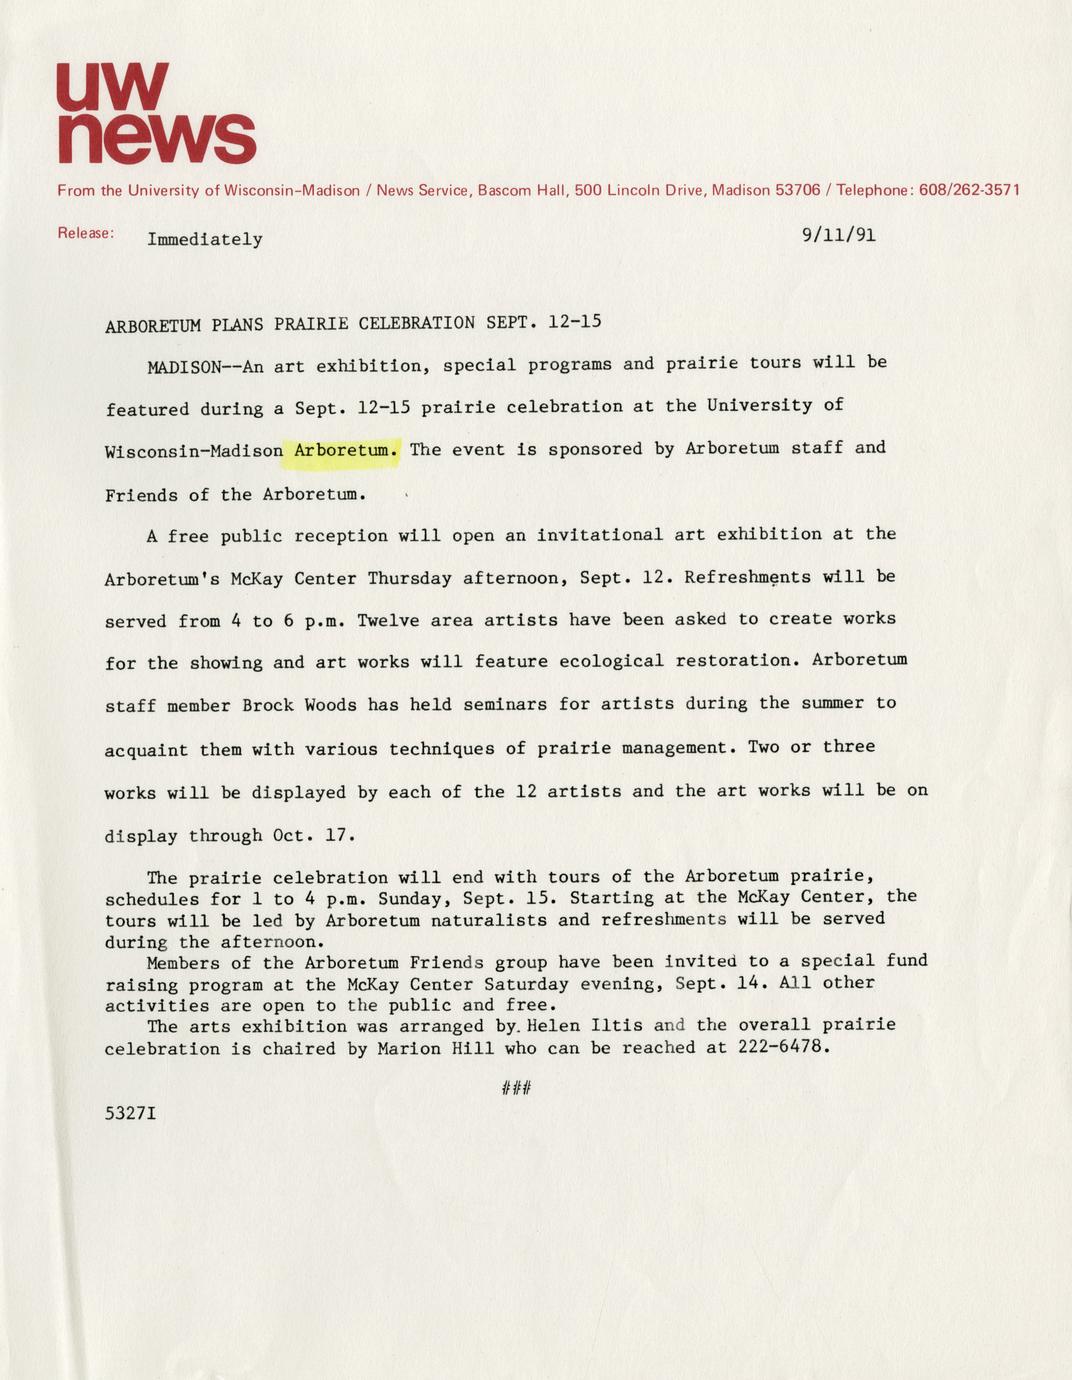 uw
news
From the University of Wisconsin-Madison / News Service, Bascom Hall, 500 Lincoln Drive, Madison 53706 / Telephone: 608/262-3571
Release: Immediately 9/11/91
ARBORETUM PLANS PRAIRIE CELEBRATION SEPT. 12-15
MADISON--An art exhibition, special programs and prairie tours will be
featured during a Sept. 12-15 prairie celebration at the University of
Wisconsin-Madison Arboretum. The event is sponsored by Arboretum staff and
Friends of the Arboretum.
A free public reception will open an invitational art exhibition at the
Arboretum's McKay Center Thursday afternoon, Sept. 12. Refreshments will be
served from 4 to 6 p.m. Twelve area artists have been asked to create works
for the showing and art works will feature ecological restoration. Arboretum
staff member Brock Woods has held seminars for artists during the summer to
acquaint them with various techniques of prairie management. Two or three
works will be displayed by each of the 12 artists and the art works will be on
display through Oct. 17.
The prairie celebration will end with tours of the Arboretum prairie,
schedules for 1 to 4 p.m. Sunday, Sept. 15. Starting at the McKay Center, the
tours will be led by Arboretum naturalists and refreshments will be served
during the afternoon.
Members of the Arboretum Friends group have been invited to a special fund
raising program at the McKay Center Saturday evening, Sept. 14. All other
activities are open to the public and free.
The arts exhibition was arranged by Helen Iltis and the overall prairie
celebration is chaired by Marion Hill who can be reached at 222-6478.
###
5327I